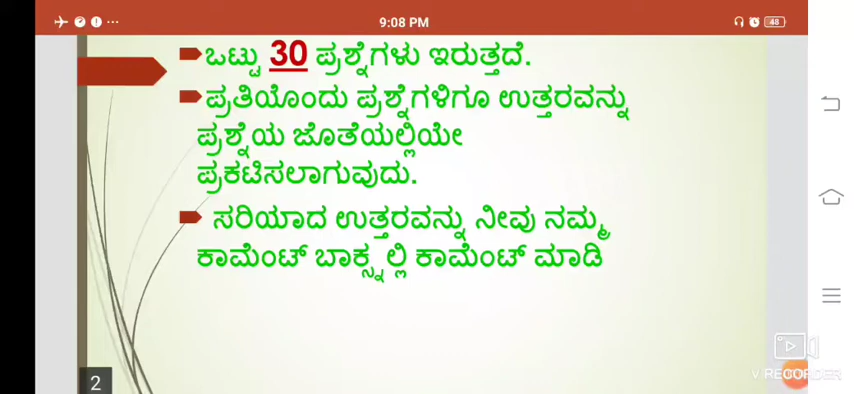 9:08 PM
48
ಒಟ್ಟು 30 ಪ್ರಶ್ನೆಗಳು ಇರುತ್ತದೆ.
ಪ್ರತಿಯೊಂದು ಪ್ರಶ್ನೆಗಳಿಗೂ ಉತ್ತರವನ್ನು
ಪ್ರಶ್ನೆಯ ಜೊತೆಯಲ್ಲಿಯೇ
ಪ್ರಕಟಿಸಲಾಗುವುದು.
ಸರಿಯಾದ ಉತ್ತರವನ್ನು ನೀವು ನಮ್ಮ
ಕಾಮೆಂಟ್ ಬಾಕ್ಸ್ನಲ್ಲಿ ಕಾಮೆಂಟ್ ಮಾಡಿ
2
V RECORDER